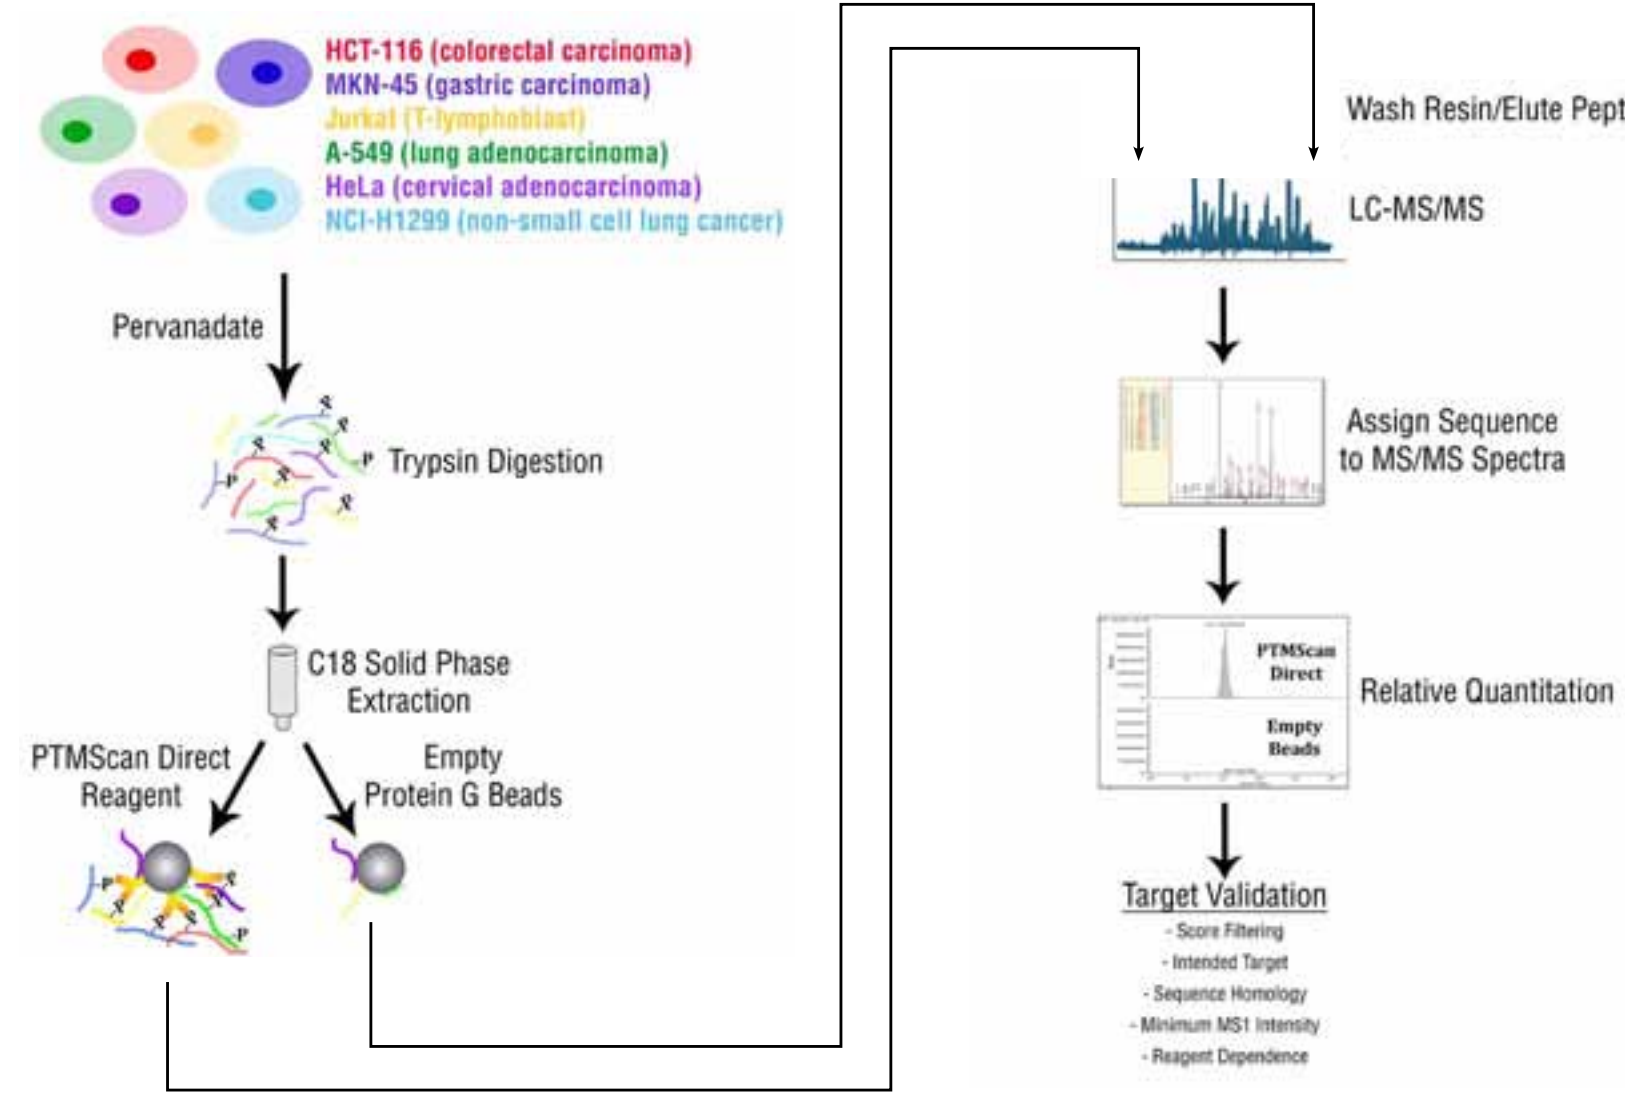 HCT-116 (colorectal carcinoma)
MKN-45 (gastric carcinoma)
Jurkat (T-lymphoblast)
A-549 (lung adenocarcinoma)
HeLa (cervical adenocarcinoma)
NCI-H1299 (non-small cell lung cancer)
Pervanadate
P
P
P
P
P
P
P
P
P
Trypsin Digestion
C18 Solid Phase
Extraction
PTMScan Direct
Reagent
Empty
Protein G Beads
P
P
P
P
P
P
P
Wash Resin/Elute Pept
LC-MS/MS
Assign Sequence
to MS/MS Spectra
PTMScan
Direct
Empty
Beads
Relative Quantitation
Target Validation
- Score Filtering
- Intended Target
- Sequence Homology
- Minimum MS1 Intensity
- Reagent Dependence